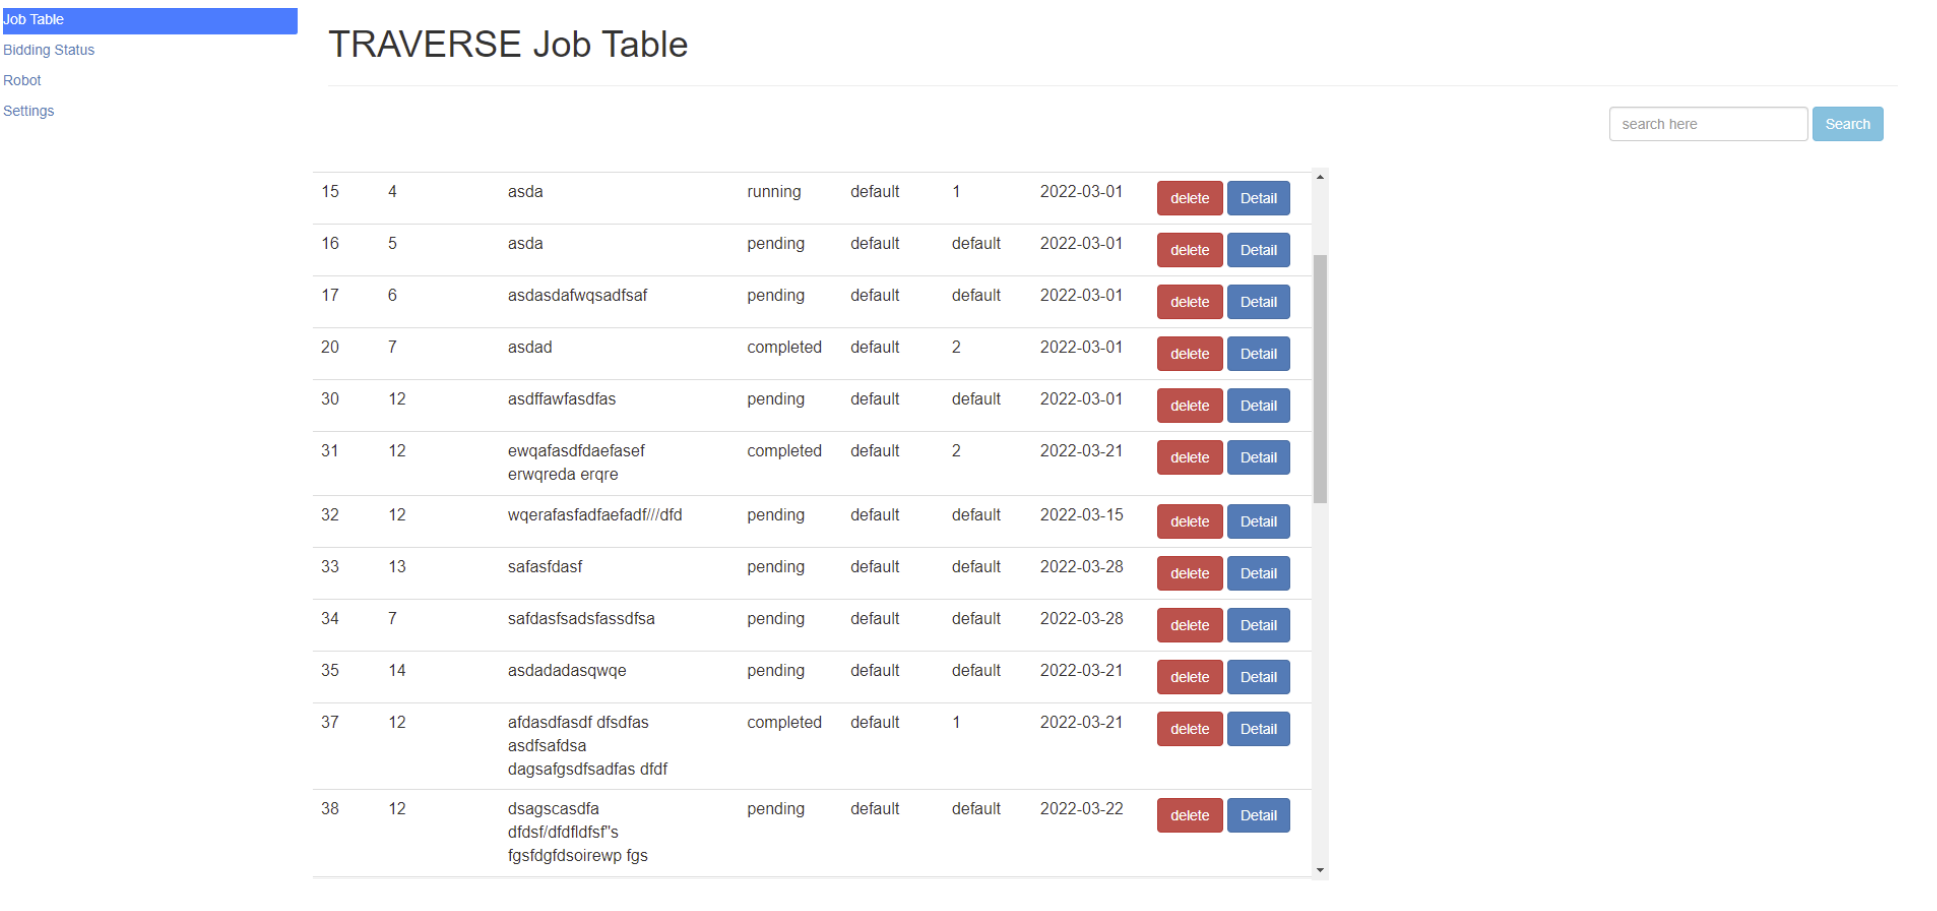 Job Table
Bidding Status
Robot
Settings
TRAVERSE Job Table
search here Search
15 4 asda running default 1 2022-03-01 delete Detail
16 5 asda pending default default 2022-03-01 delete Detail
17 6 asdasdafwqsadfsaf pending default default 2022-03-01 delete Detail
20 7 asdad completed default 2 2022-03-01 delete Detail
30 12 asdffawfasdfas pending default default 2022-03-01 delete Detail
31 12 ewqafasdfdaefasef completed default 2 2022-03-21 delete Detail
erwqreda erqre
32 12 wqerafasfadfaefadf///dfd pending default default 2022-03-15 delete Detail
33 13 safasfdasf pending default default 2022-03-28 delete Detail
34 7 safdasfsadsfassdfsa pending default default 2022-03-28 delete Detail
35 14 asdadadasqwqe pending default default 2022-03-21 delete Detail
37 12 afdasdfasdf dfsdfas completed default 1 2022-03-21 delete Detail
asdfsafdsa
dagsafgsdfsadfas dfdf
38 12 dsagscasdfa pending default default 2022-03-22 delete Detail
dfdsf/dfdfldfsf"s
fgsfdgfdsoirewp fgs